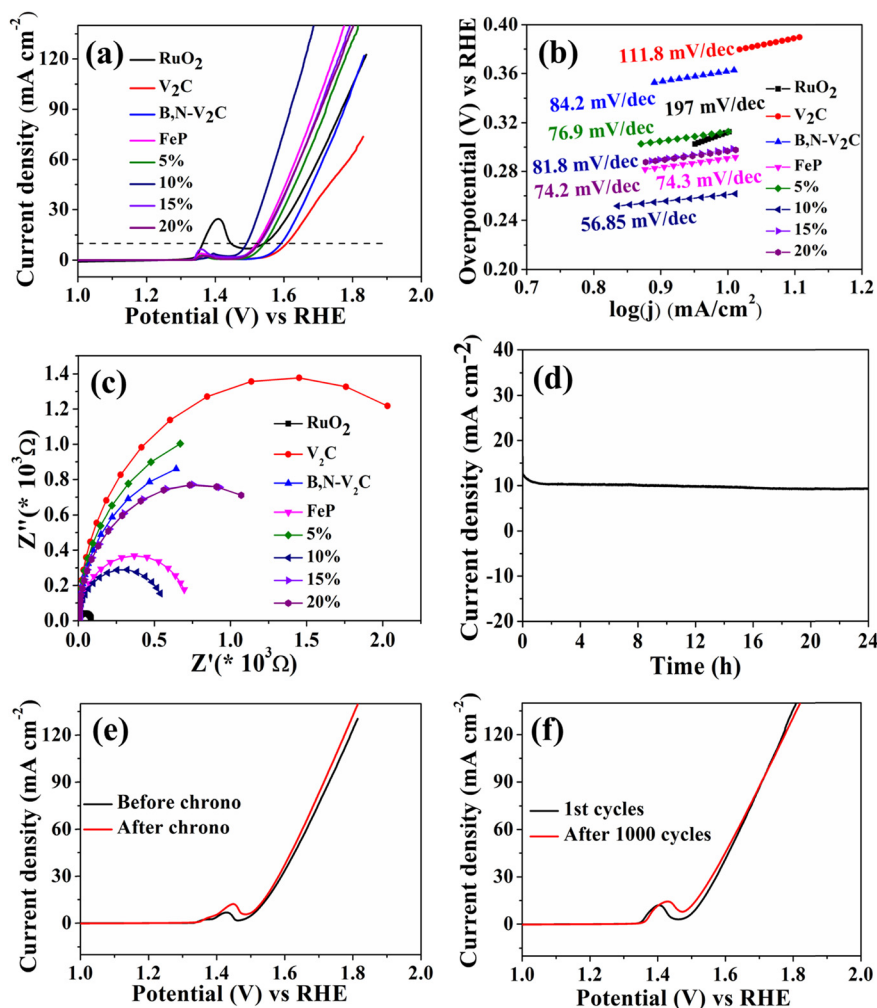 (a)
Current density (mA cm⁻²)
120
90
60
30
0
1.0 1.2 1.4 1.6 1.8 2.0
Potential (V) vs RHE
RuO₂
V₂C
B,N-V₂C
FeP
5%
10%
15%
20%
(b)
Overpotential (V) vs RHE
0.40
0.36
0.32
0.28
0.24
0.20
0.7 0.8 0.9 1.0 1.1 1.2
log(j) (mA/cm²)
111.8 mV/dec
84.2 mV/dec
197 mV/dec
76.9 mV/dec
81.8 mV/dec
74.2 mV/dec
74.3 mV/dec
56.85 mV/dec
RuO₂
V₂C
B,N-V₂C
FeP
5%
10%
15%
20%
(c)
Z''(* 10³Ω)
1.4
1.2
1.0
0.8
0.6
0.4
0.2
0.0
0.0 0.5 1.0 1.5 2.0
Z'(* 10³Ω)
RuO₂
V₂C
B,N-V₂C
FeP
5%
10%
15%
20%
(d)
Current density (mA cm⁻²)
40
30
20
10
0
-10
-20
0 4 8 12 16 20 24
Time (h)
(e)
Current density (mA cm⁻²)
120
90
60
30
0
1.0 1.2 1.4 1.6 1.8 2.0
Potential (V) vs RHE
Before chrono
After chrono
(f)
Current density (mA cm⁻²)
120
90
60
30
0
1.0 1.2 1.4 1.6 1.8 2.0
Potential (V) vs RHE
1st cycles
After 1000 cycles